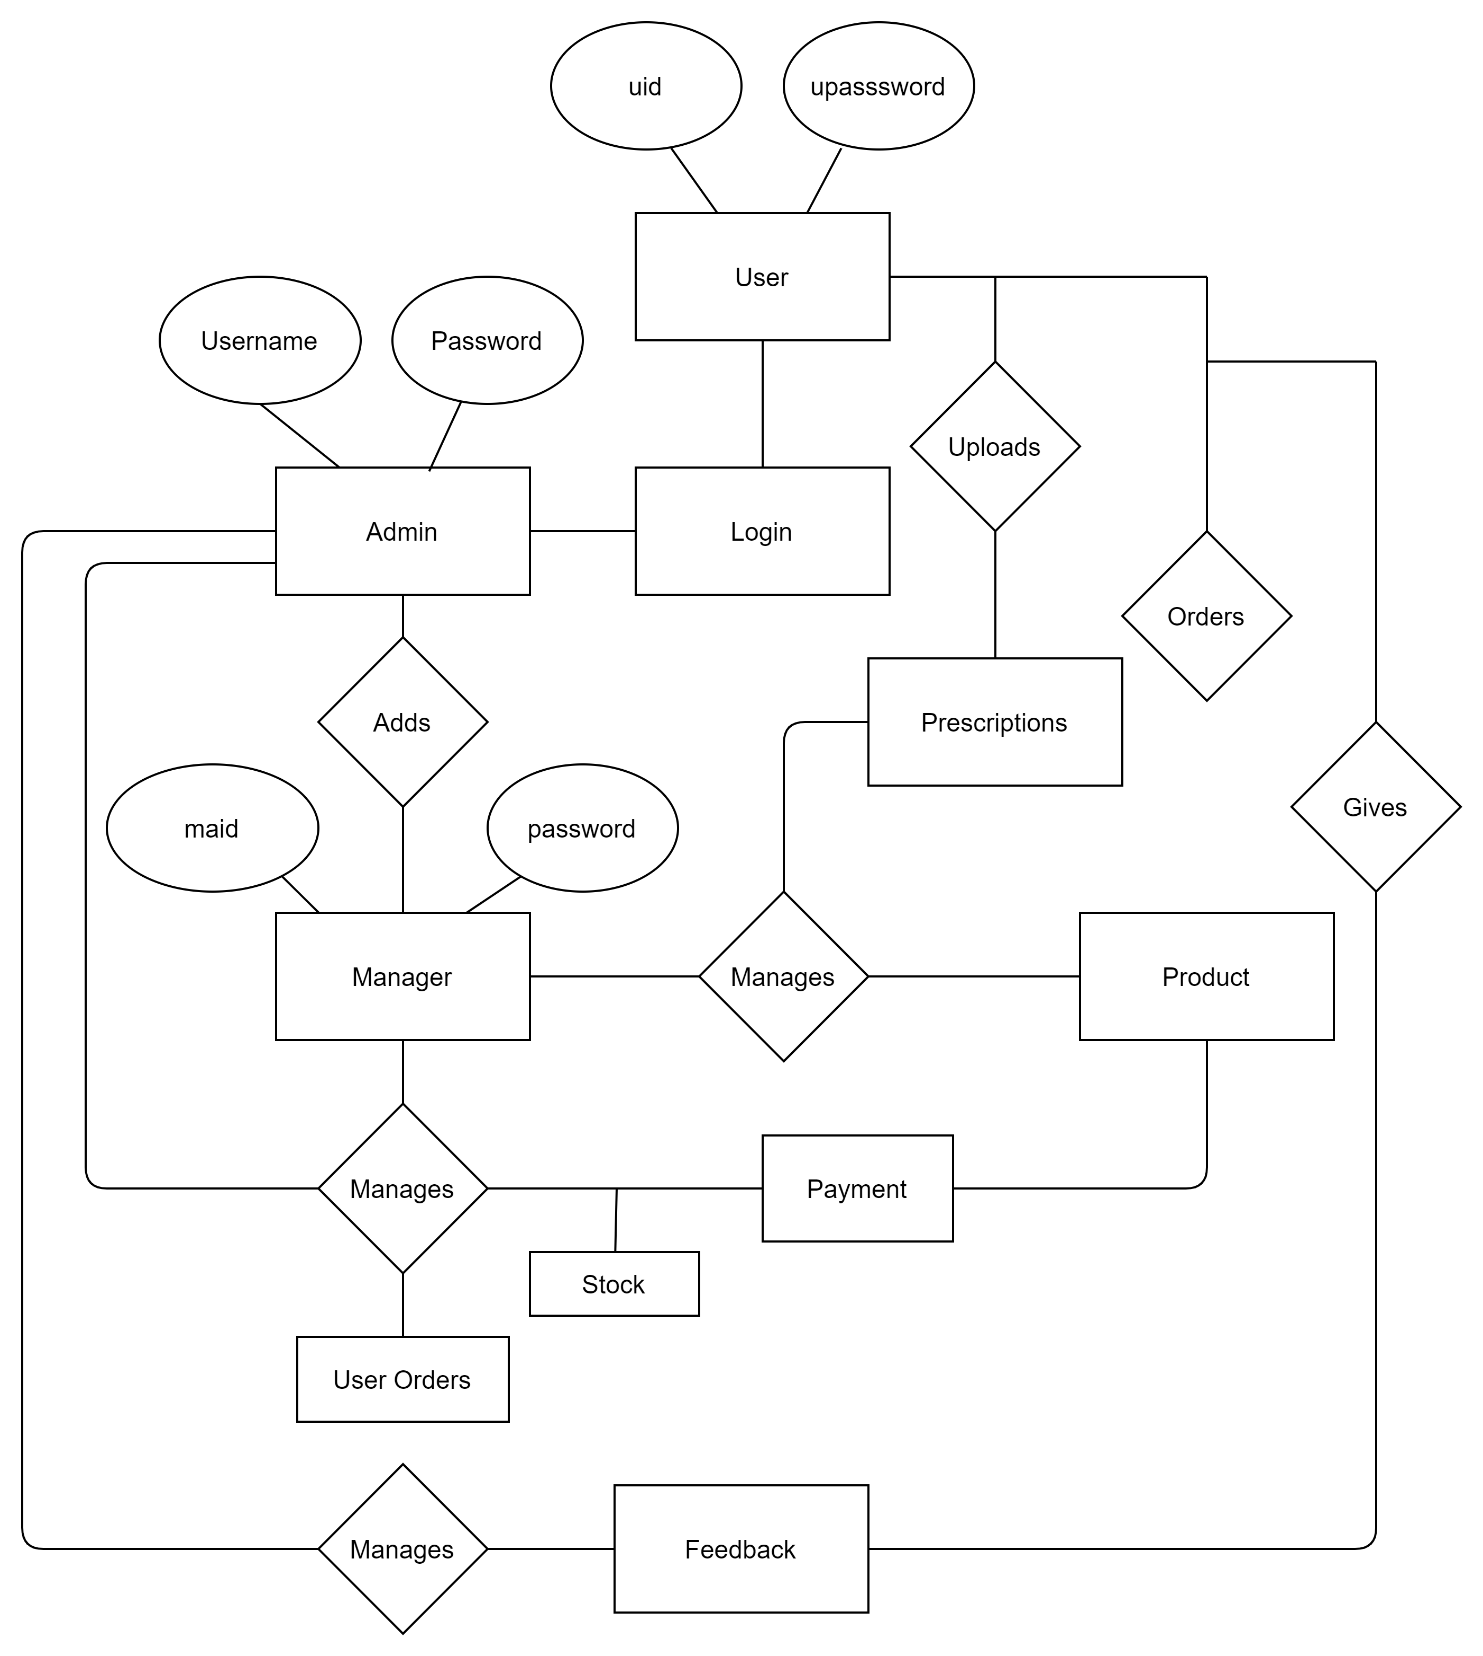 uid
upasssword
User
Username
Password
Uploads
Admin
Login
Orders
Adds
Prescriptions
Gives
maid
password
Manager
Manages
Product
Manages
Payment
Stock
User Orders
Manages
Feedback